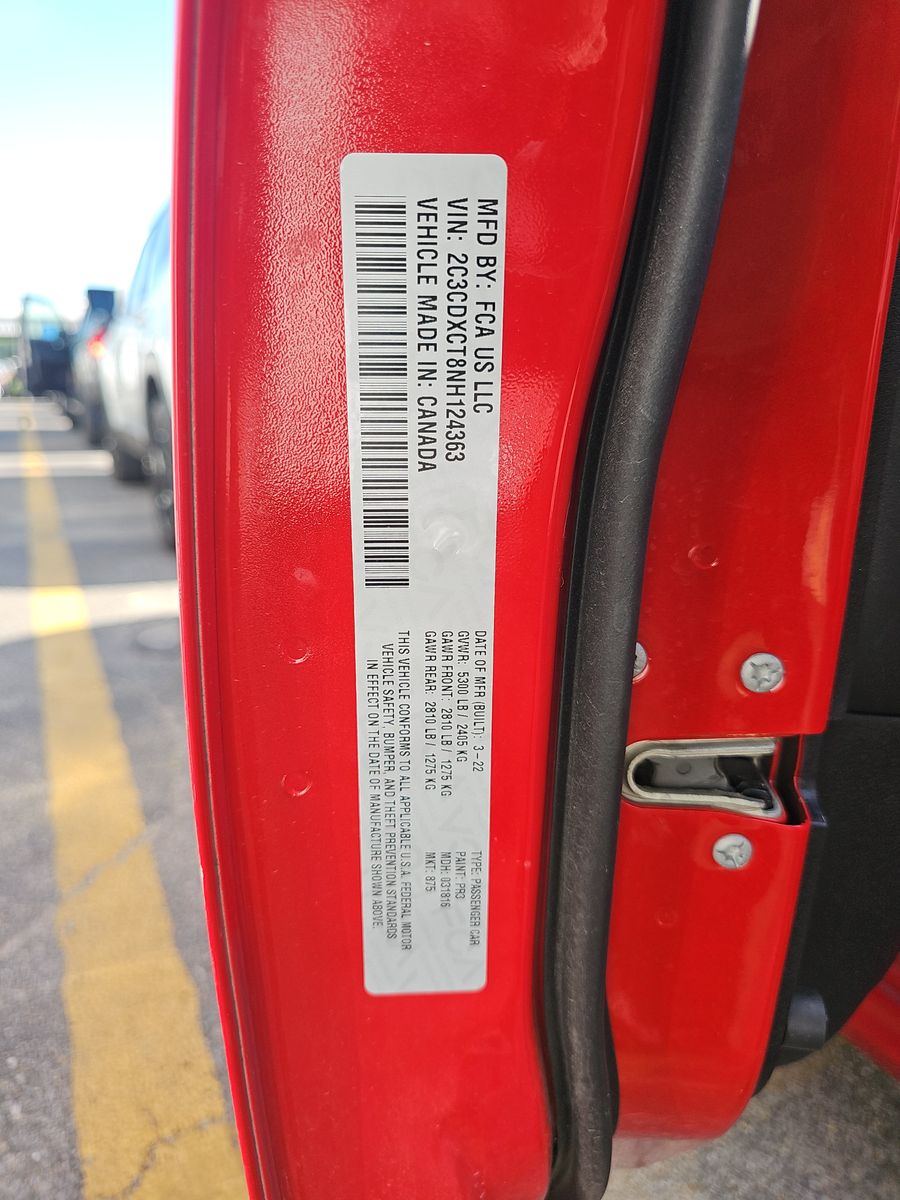 MFD BY: FCA US LLC
VIN: 2C3CDXCT8NH124363
VEHICLE MADE IN: CANADA
DATE OF MFR (BUILT): 3-22
GVWR: 5300 LB / 2405 KG
GAWR FRONT: 2810 LB / 1275 KG
GAWR REAR: 2810 LB / 1275 KG
THIS VEHICLE CONFORMS TO ALL APPLICABLE U.S.A. FEDERAL MOTOR
VEHICLE SAFETY, BUMPER, AND THEFT PREVENTION STANDARDS
IN EFFECT ON THE DATE OF MANUFACTURE SHOWN ABOVE.
TYPE: PASSENGER CAR
PAINT: PR3
MDH: 031816
MKT: 875